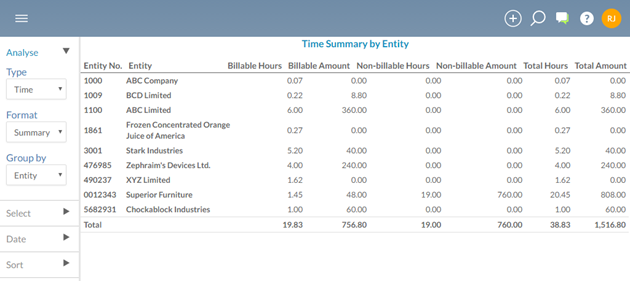 RJ
Time Summary by Entity
Analyse
Type
Time
Format
Summary
Group by
Entity
Select
Date
Sort
Entity No. Entity Billable Hours Billable Amount Non-billable Hours Non-billable Amount Total Hours Total Amount
1000 ABC Company 0.07 0.00 0.00 0.00 0.07 0.00
1009 BCD Limited 0.22 8.80 0.00 0.00 0.22 8.80
1100 ABC Limited 6.00 360.00 0.00 0.00 6.00 360.00
1861 Frozen Concentrated Orange 0.27 0.00 0.00 0.00 0.27 0.00
Juice of America
3001 Stark Industries 5.20 40.00 0.00 0.00 5.20 40.00
476985 Zephraim's Devices Ltd. 4.00 240.00 0.00 0.00 4.00 240.00
490237 XYZ Limited 1.62 0.00 0.00 0.00 1.62 0.00
0012343 Superior Furniture 1.45 48.00 19.00 760.00 20.45 808.00
5682931 Chockablock Industries 1.00 60.00 0.00 0.00 1.00 60.00
Total 19.83 756.80 19.00 760.00 38.83 1,516.80